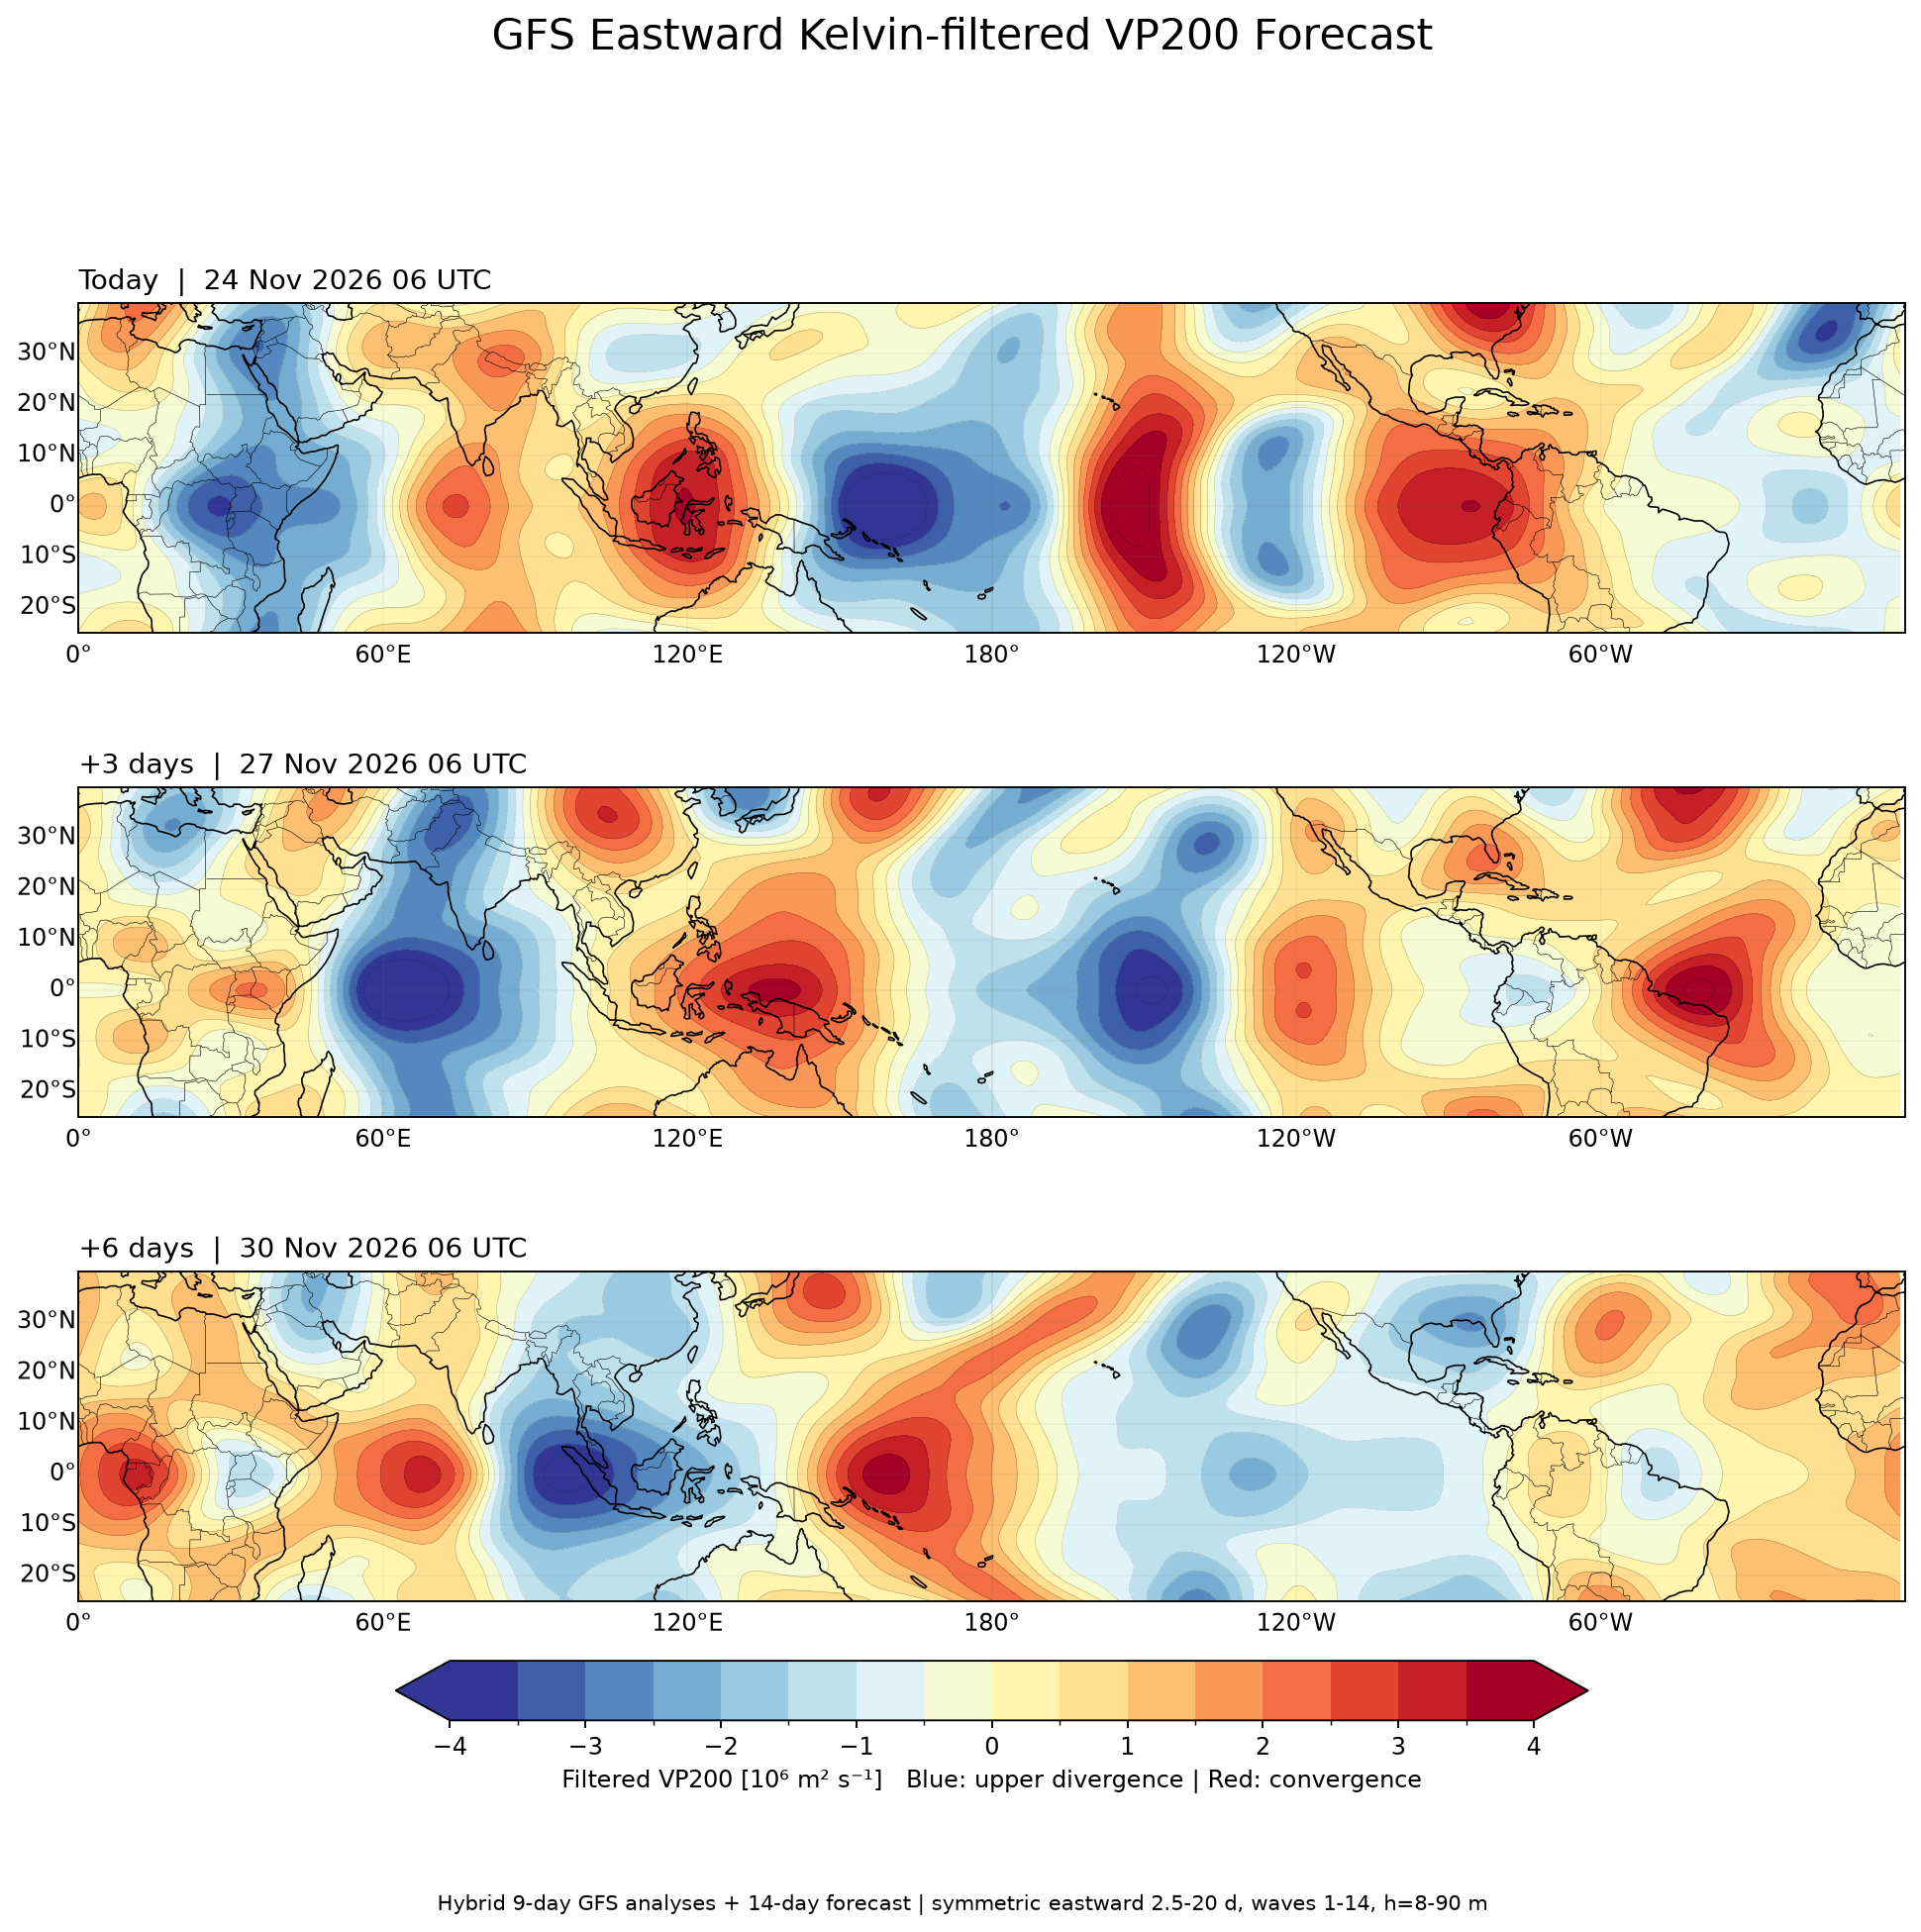 GFS Eastward Kelvin-filtered VP200 Forecast
Today | 24 Nov 2026 06 UTC
30°N
20°N
10°N
0°
10°S
20°S
0° 60°E 120°E 180° 120°W 60°W
+3 days | 27 Nov 2026 06 UTC
30°N
20°N
10°N
0°
10°S
20°S
0° 60°E 120°E 180° 120°W 60°W
+6 days | 30 Nov 2026 06 UTC
30°N
20°N
10°N
0°
10°S
20°S
0° 60°E 120°E 180° 120°W 60°W
−4 −3 −2 −1 0 1 2 3 4
Filtered VP200 [10⁶ m² s⁻¹] Blue: upper divergence | Red: convergence
Hybrid 9-day GFS analyses + 14-day forecast | symmetric eastward 2.5-20 d, waves 1-14, h=8-90 m